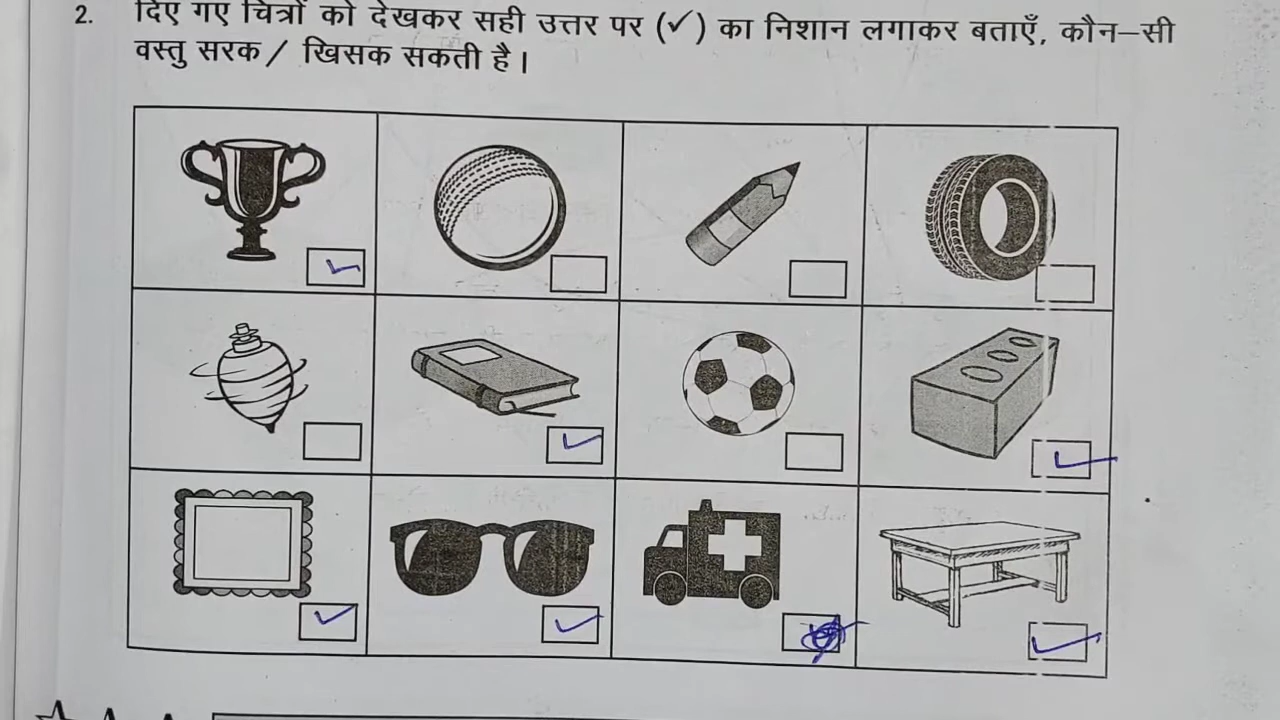 2. दिए गए चित्रों को देखकर सही उत्तर पर (✓) का निशान लगाकर बताएँ, कौन–सी
वस्तु सरक / खिसक सकती है।